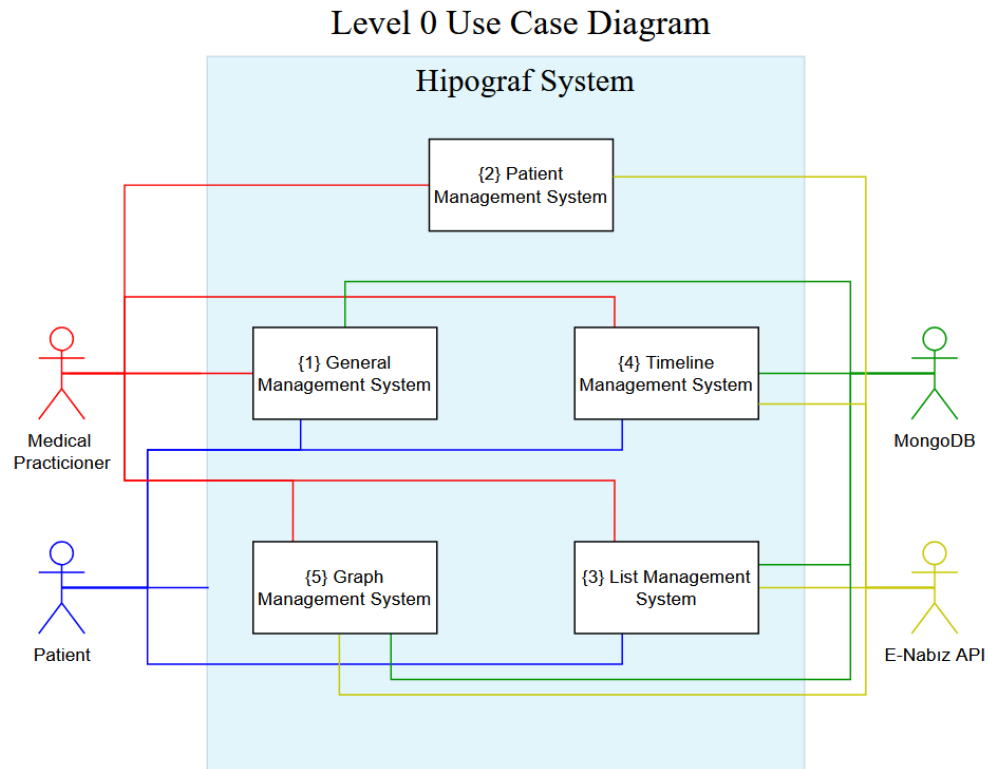 Level 0 Use Case Diagram
Hipograf System
{2} Patient
Management System
{1} General
Management System
{4} Timeline
Management System
Medical
Practicioner
MongoDB
{5} Graph
Management System
{3} List Management
System
Patient
E-Nabız API